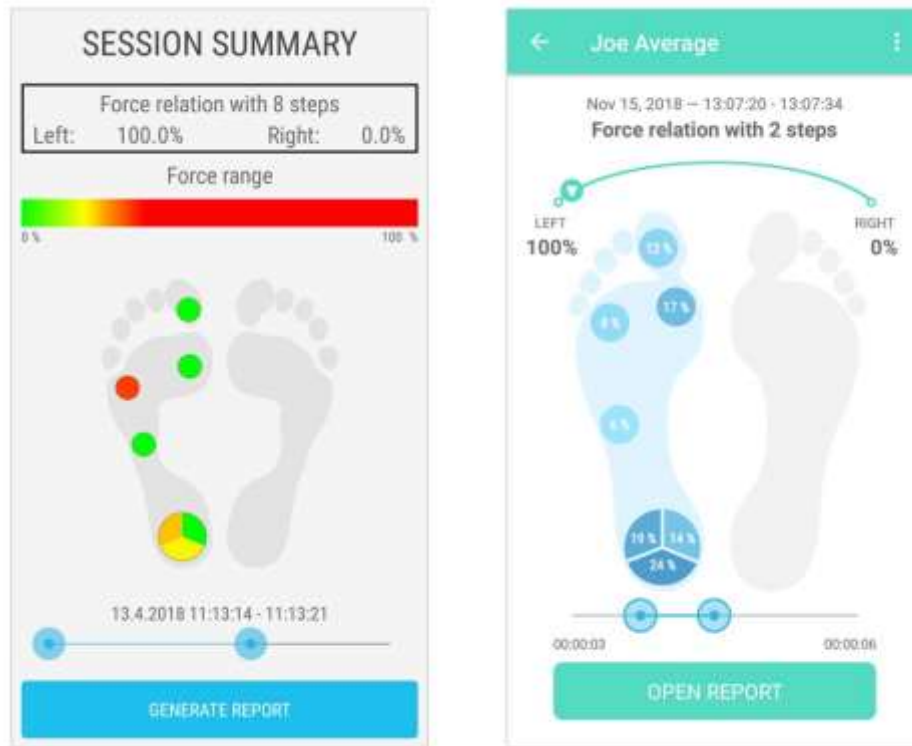 SESSION SUMMARY
Force relation with 8 steps
Left: 100.0% Right: 0.0%
Force range
0 %
100 %
13.4.2018 11:13:14 - 11:13:21
GENERATE REPORT
Joe Average
Nov 15, 2018 — 13:07:20 - 13:07:34
Force relation with 2 steps
LEFT
RIGHT
100%
0%
13 %
17 %
8 %
6 %
19 %
14 %
24 %
00:00:03
00:00:06
OPEN REPORT